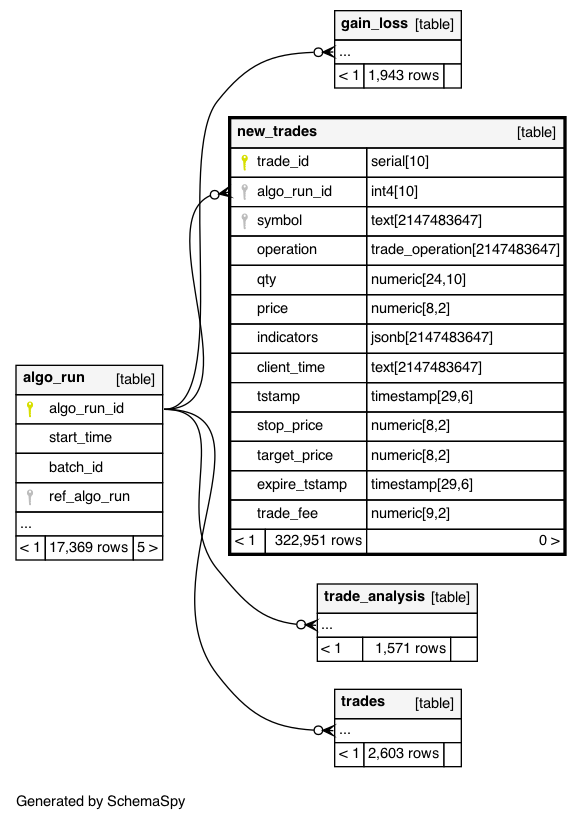 gain_loss [table]
...
< 1 1,943 rows
new_trades [table]
trade_id serial[10]
algo_run_id int4[10]
symbol text[2147483647]
operation trade_operation[2147483647]
qty numeric[24,10]
price numeric[8,2]
indicators jsonb[2147483647]
client_time text[2147483647]
tstamp timestamp[29,6]
stop_price numeric[8,2]
target_price numeric[8,2]
expire_tstamp timestamp[29,6]
trade_fee numeric[9,2]
< 1 322,951 rows 0 >
algo_run [table]
algo_run_id
start_time
batch_id
ref_algo_run
...
< 1 17,369 rows 5 >
trade_analysis [table]
...
< 1 1,571 rows
trades [table]
...
< 1 2,603 rows
Generated by SchemaSpy